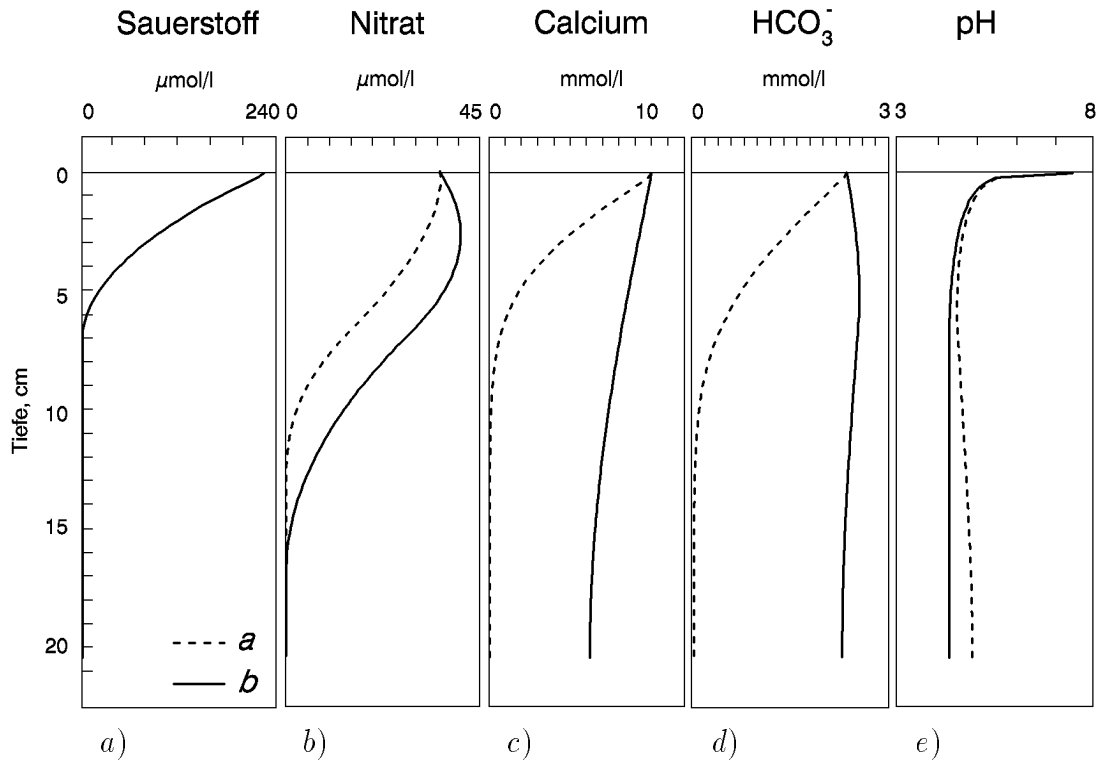 Sauerstoff Nitrat Calcium HCO₃⁻ pH
µmol/l µmol/l mmol/l mmol/l
0 240 0 45 0 10 0 3 3 8
0
5
10
15
20
Tiefe, cm
a
b
a) b) c) d) e)